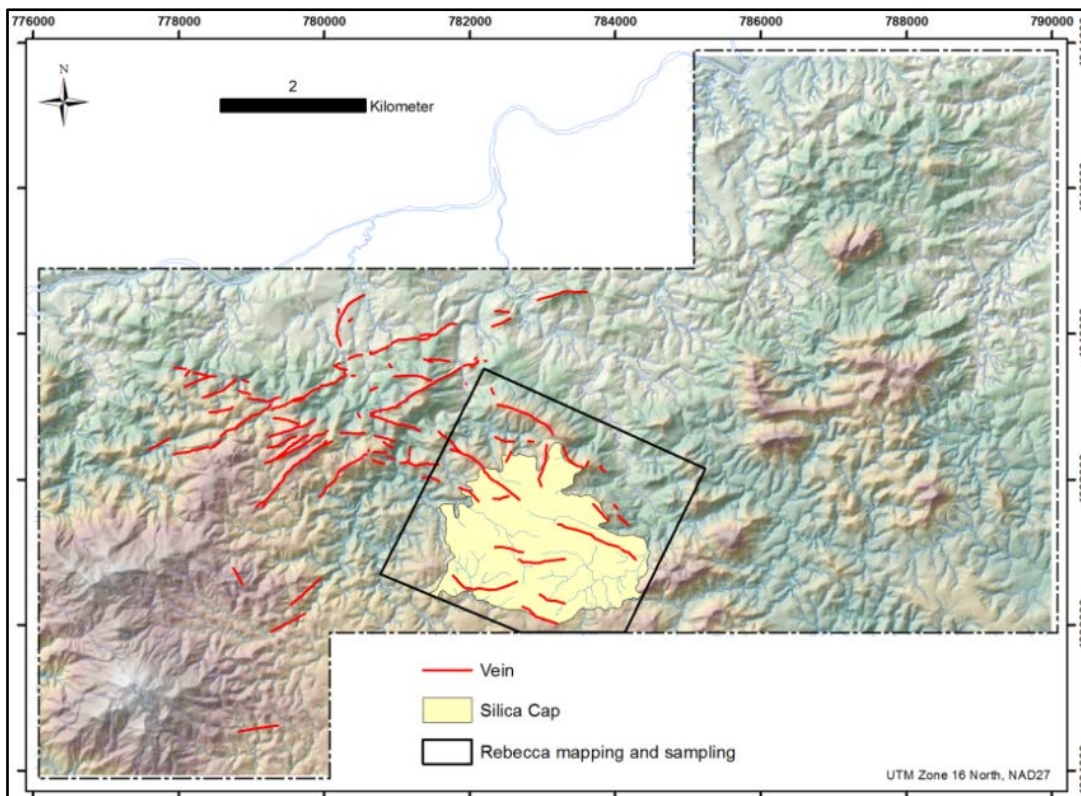 776000 778000 780000 782000 784000 786000 788000 790000
N
2
Kilometer
Vein
Silica Cap
Rebecca mapping and sampling
UTM Zone 16 North, NAD27